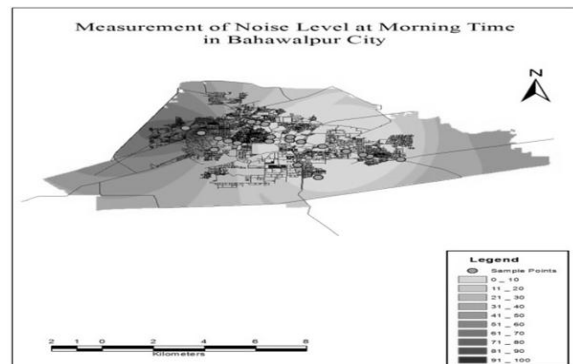 Measurement of Noise Level at Morning Time
in Bahawalpur City
N
Legend
Sample Points
0 _ 10
11 _ 20
21 _ 30
31 _ 40
41 _ 50
51 _ 60
61 _ 70
71 _ 80
81 _ 90
91 _ 100
2 0 2 4 6 8
Kilometers